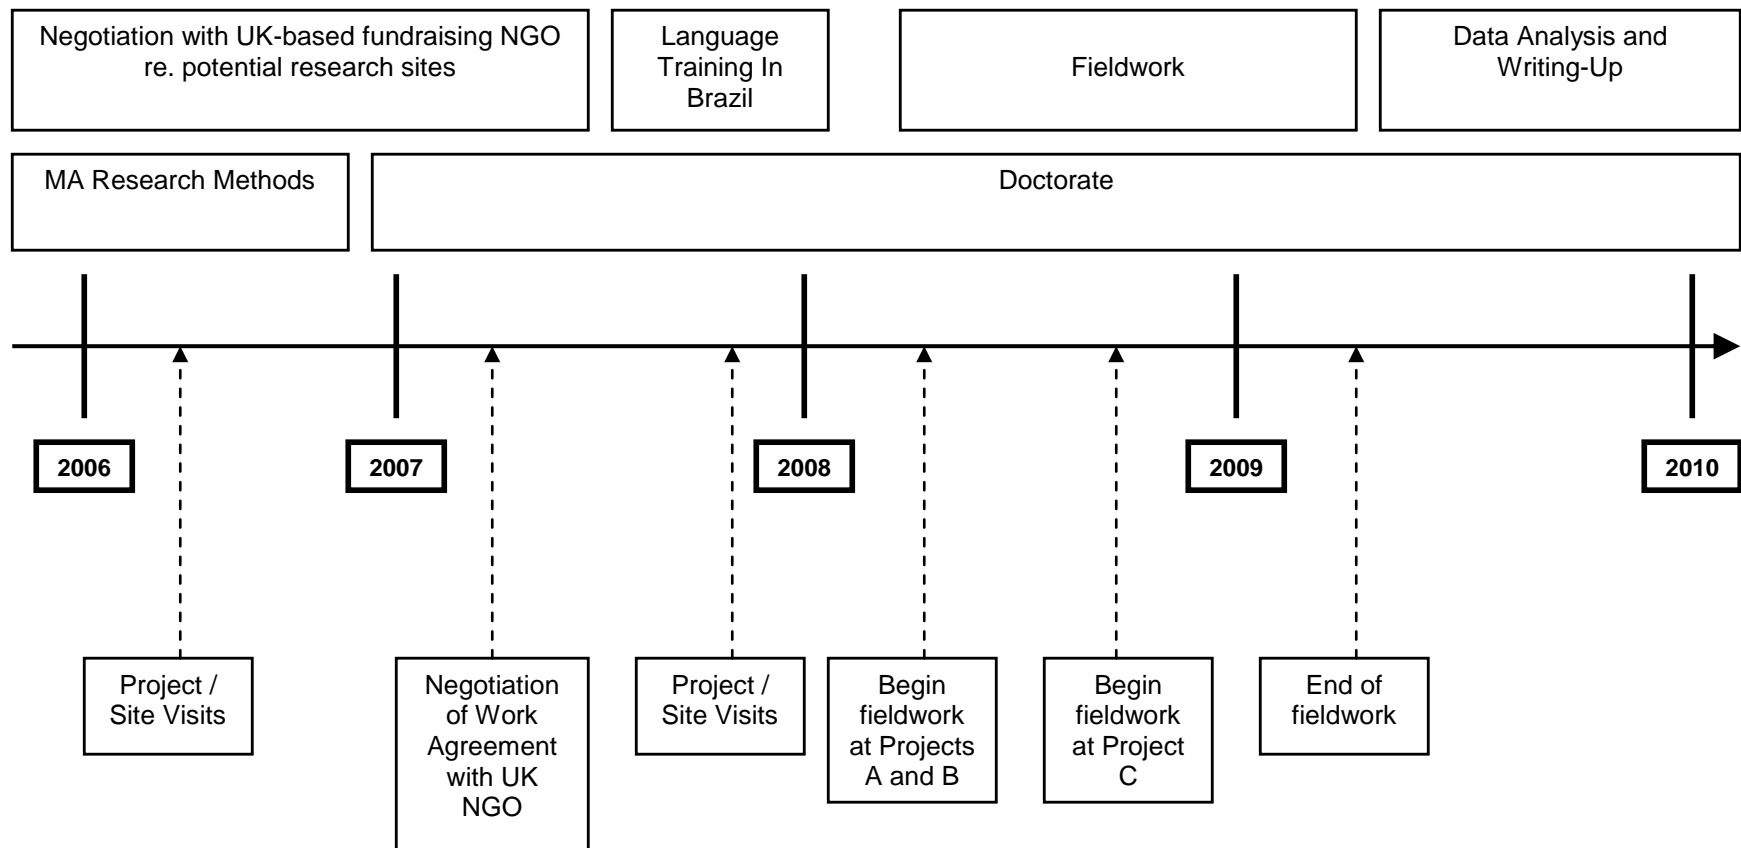 Negotiation with UK-based fundraising NGO
re. potential research sites
Language
Training In
Brazil
Fieldwork
Data Analysis and
Writing-Up
MA Research Methods
Doctorate
2006
2007
2008
2009
2010
Project /
Site Visits
Negotiation
of Work
Agreement
with UK
NGO
Project /
Site Visits
Begin
fieldwork
at Projects
A and B
Begin
fieldwork
at Project
C
End of
fieldwork